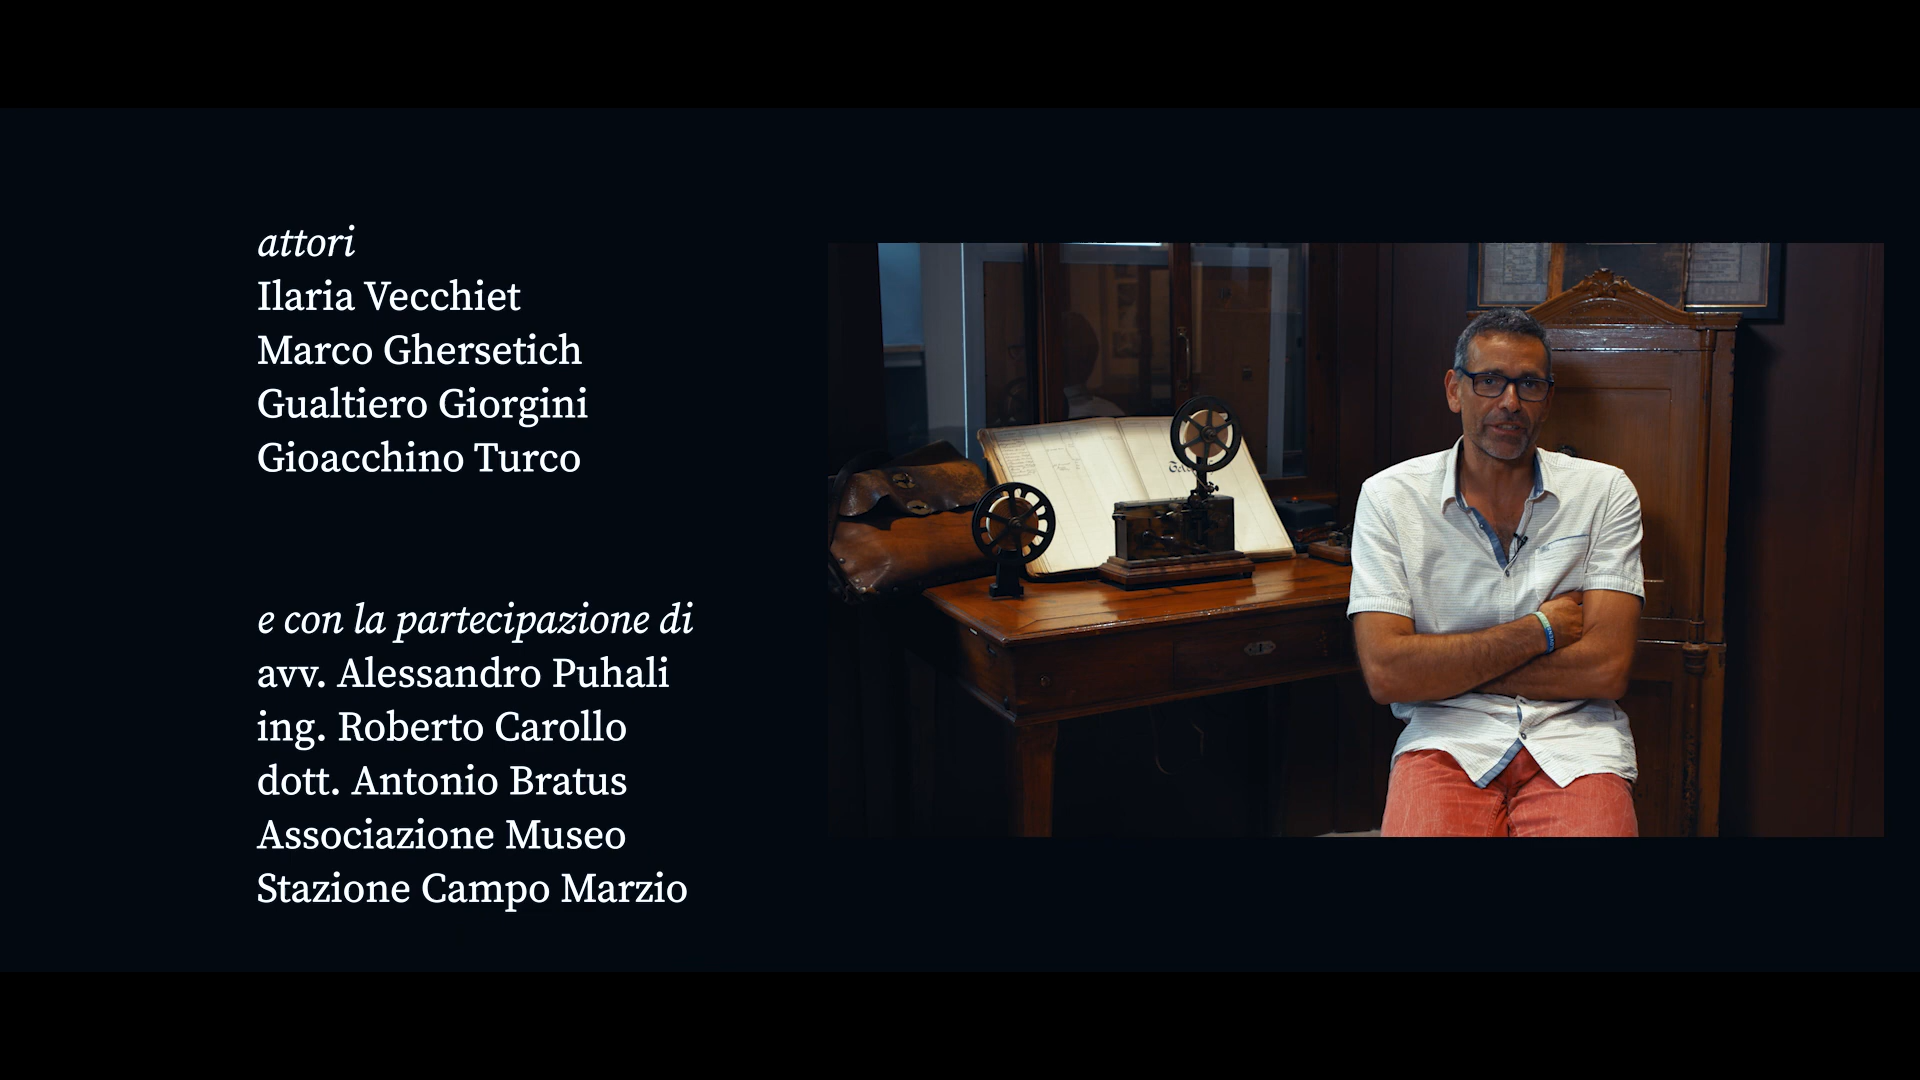 attori
Ilaria Vecchiet
Marco Ghersetich
Gualtiero Giorgini
Gioacchino Turco
e con la partecipazione di
avv. Alessandro Puhali
ing. Roberto Carollo
dott. Antonio Bratus
Associazione Museo
Stazione Campo Marzio